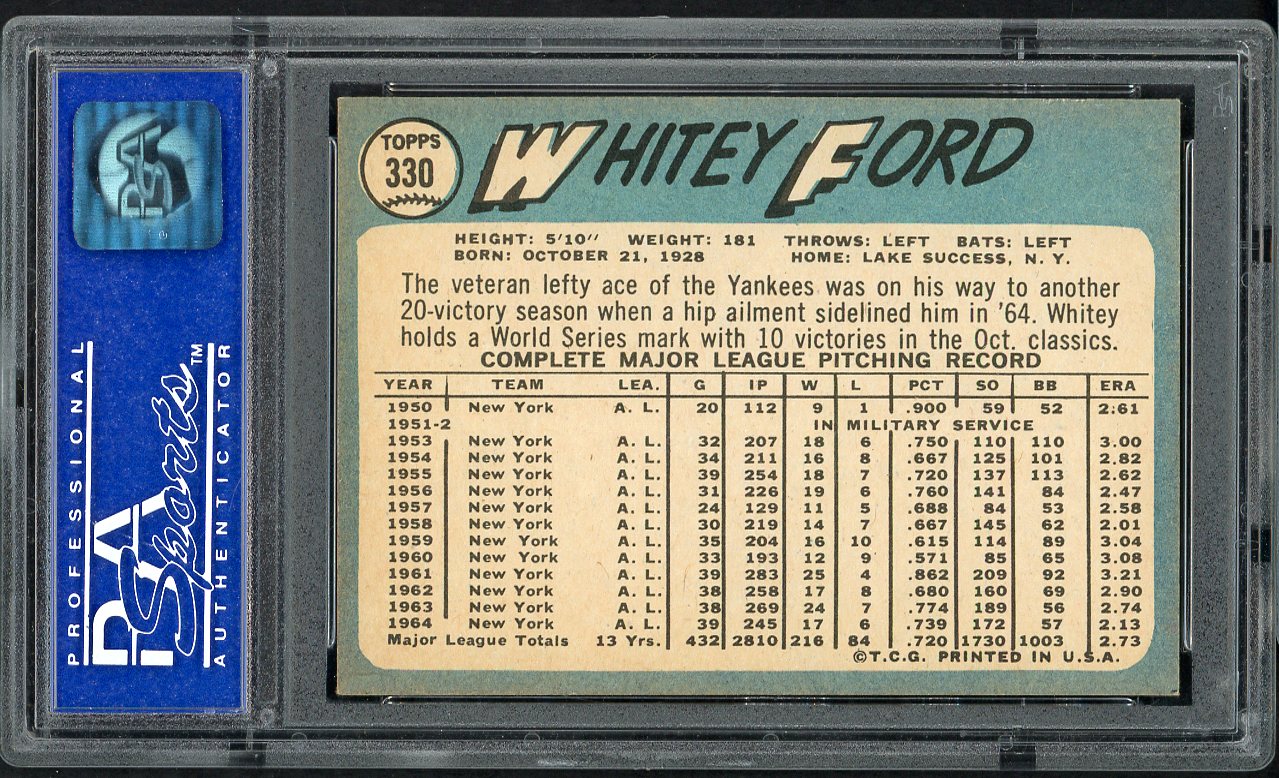 PROFESSIONAL
PSA
Sports™
AUTHENTICATOR
PSA
TOPPS
330
WHITEY FORD
HEIGHT: 5'10" WEIGHT: 181 THROWS: LEFT BATS: LEFT
BORN: OCTOBER 21, 1928 HOME: LAKE SUCCESS, N. Y.
The veteran lefty ace of the Yankees was on his way to another
20-victory season when a hip ailment sidelined him in '64. Whitey
holds a World Series mark with 10 victories in the Oct. classics.
COMPLETE MAJOR LEAGUE PITCHING RECORD
YEAR TEAM LEA. G IP W L PCT SO BB ERA
1950 New York A. L. 20 112 9 1 .900 59 52 2:61
1951-2 IN MILITARY SERVICE
1953 New York A. L. 32 207 18 6 .750 110 110 3.00
1954 New York A. L. 34 211 16 8 .667 125 101 2.82
1955 New York A. L. 39 254 18 7 .720 137 113 2.62
1956 New York A. L. 31 226 19 6 .760 141 84 2.47
1957 New York A. L. 24 129 11 5 .688 84 53 2.58
1958 New York A. L. 30 219 14 7 .667 145 62 2.01
1959 New York A. L. 35 204 16 10 .615 114 89 3.04
1960 New York A. L. 33 193 12 9 .571 85 65 3.08
1961 New York A. L. 39 283 25 4 .862 209 92 3.21
1962 New York A. L. 38 258 17 8 .680 160 69 2.90
1963 New York A. L. 38 269 24 7 .774 189 56 2.74
1964 New York A. L. 39 245 17 6 .739 172 57 2.13
Major League Totals 13 Yrs. 432 2810 216 84 .720 1730 1003 2.73
©T.C.G. PRINTED IN U.S.A.